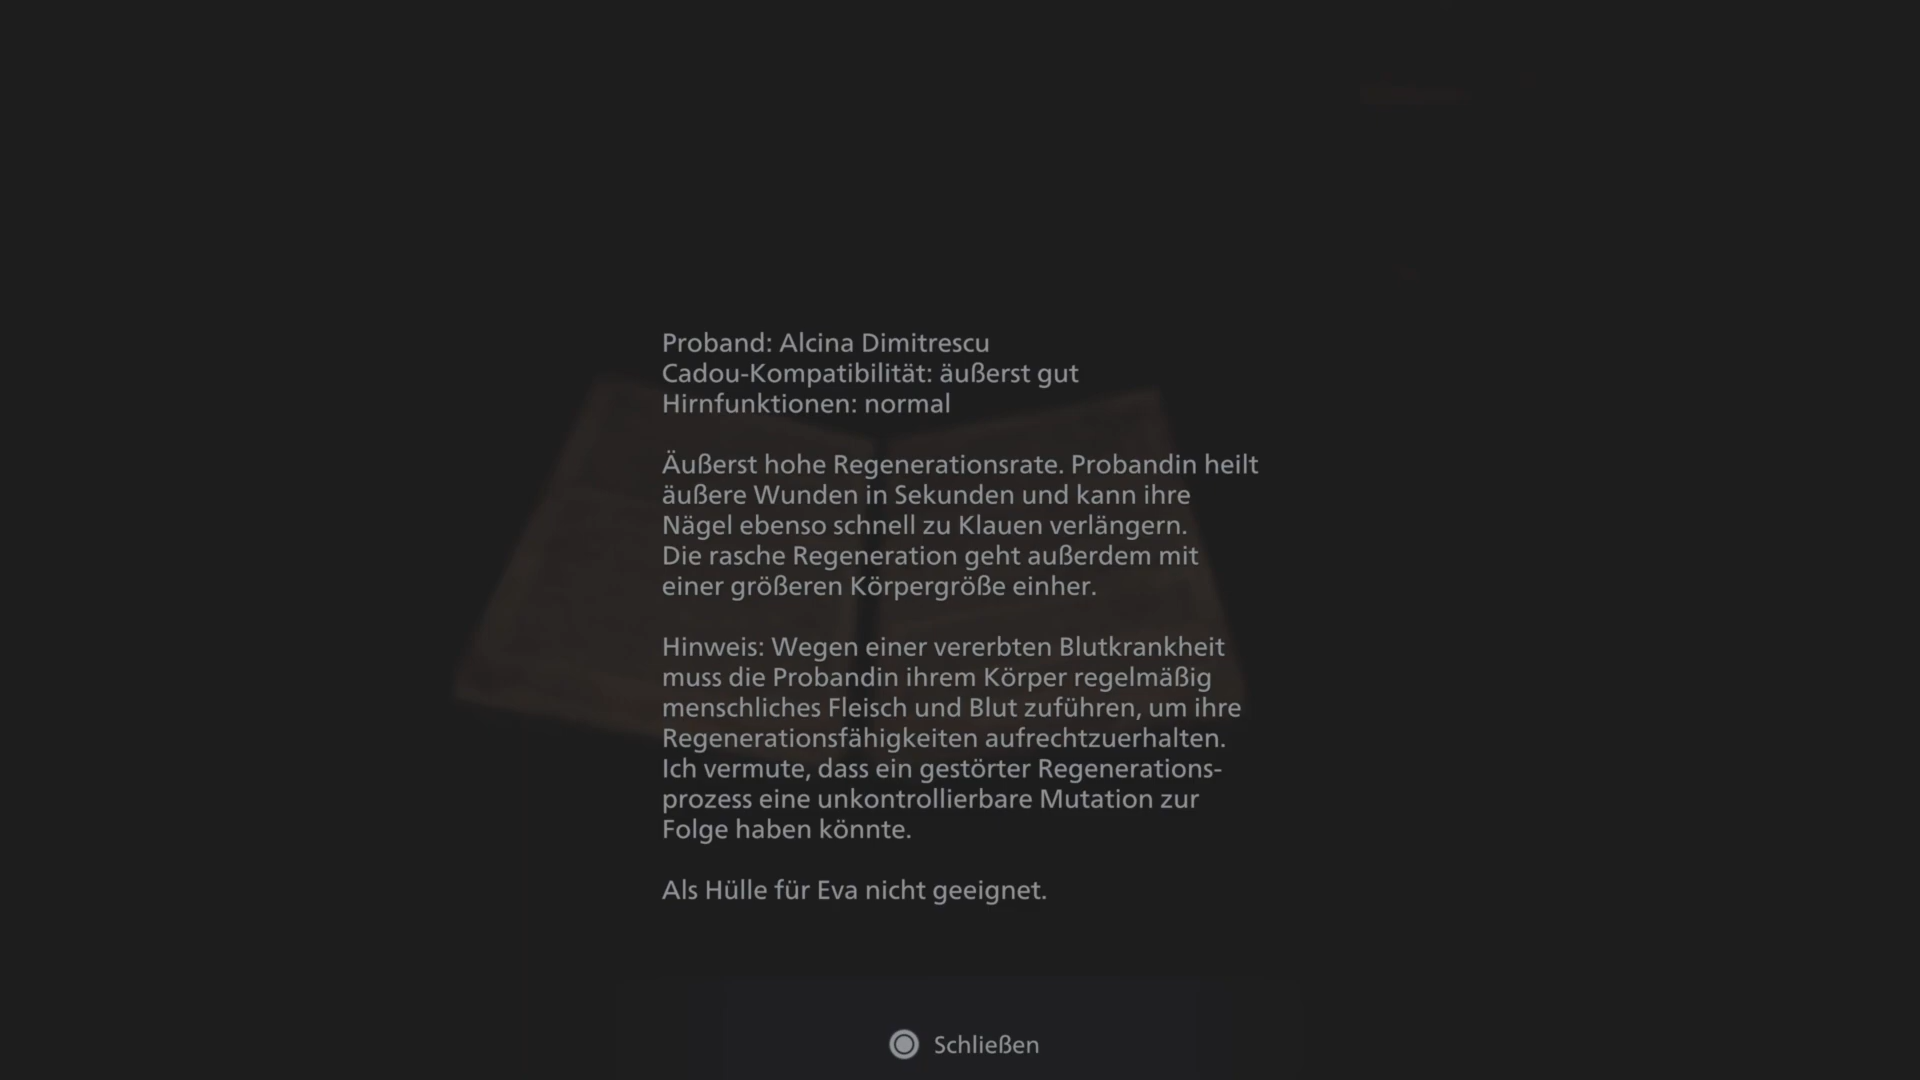 Proband: Alcina Dimitrescu
Cadou-Kompatibilität: äußerst gut
Hirnfunktionen: normal
Äußerst hohe Regenerationsrate. Probandin heilt
äußere Wunden in Sekunden und kann ihre
Nägel ebenso schnell zu Klauen verlängern.
Die rasche Regeneration geht außerdem mit
einer größeren Körpergröße einher.
Hinweis: Wegen einer vererbten Blutkrankheit
muss die Probandin ihrem Körper regelmäßig
menschliches Fleisch und Blut zuführen, um ihre
Regenerationsfähigkeiten aufrechtzuerhalten.
Ich vermute, dass ein gestörter Regenerations-
prozess eine unkontrollierbare Mutation zur
Folge haben könnte.
Als Hülle für Eva nicht geeignet.
Schließen